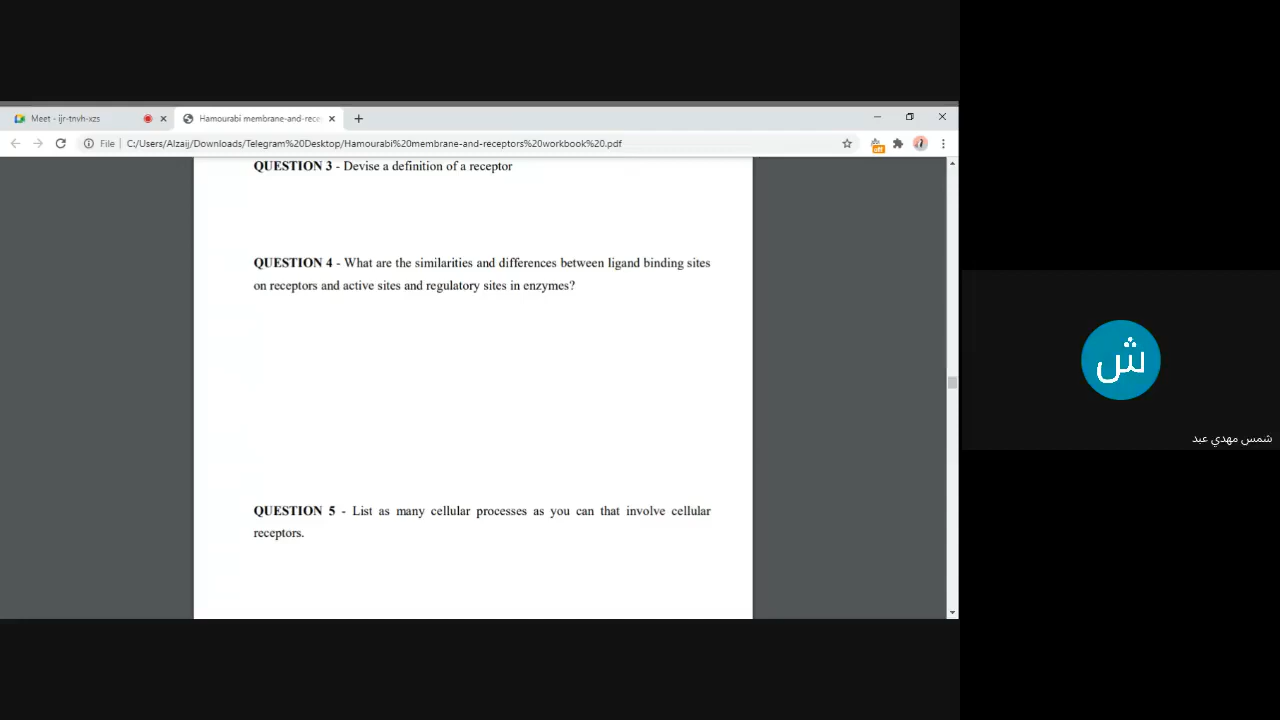 Meet - ijr-tnvh-xzs
Hamourabi membrane-and-rece
File
C:/Users/Alzaij/Downloads/Telegram%20Desktop/Hamourabi%20membrane-and-receptors%20workbook%20.pdf
off
QUESTION 3 - Devise a definition of a receptor
QUESTION 4 - What are the similarities and differences between ligand binding sites
on receptors and active sites and regulatory sites in enzymes?
QUESTION 5 - List as many cellular processes as you can that involve cellular
receptors.
ش
شمس مهدي عبد